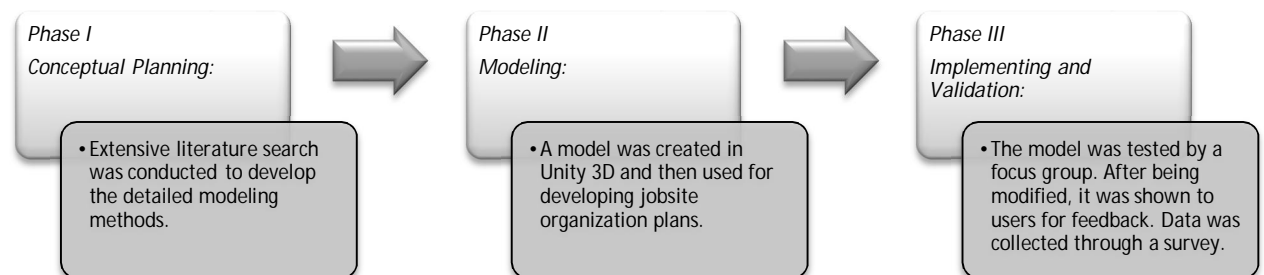 Phase I
Conceptual Planning:
• Extensive literature search
was conducted to develop
the detailed modeling
methods.
Phase II
Modeling:
• A model was created in
Unity 3D and then used for
developing jobsite
organization plans.
Phase III
Implementing and
Validation:
• The model was tested by a
focus group. After being
modified, it was shown to
users for feedback. Data was
collected through a survey.